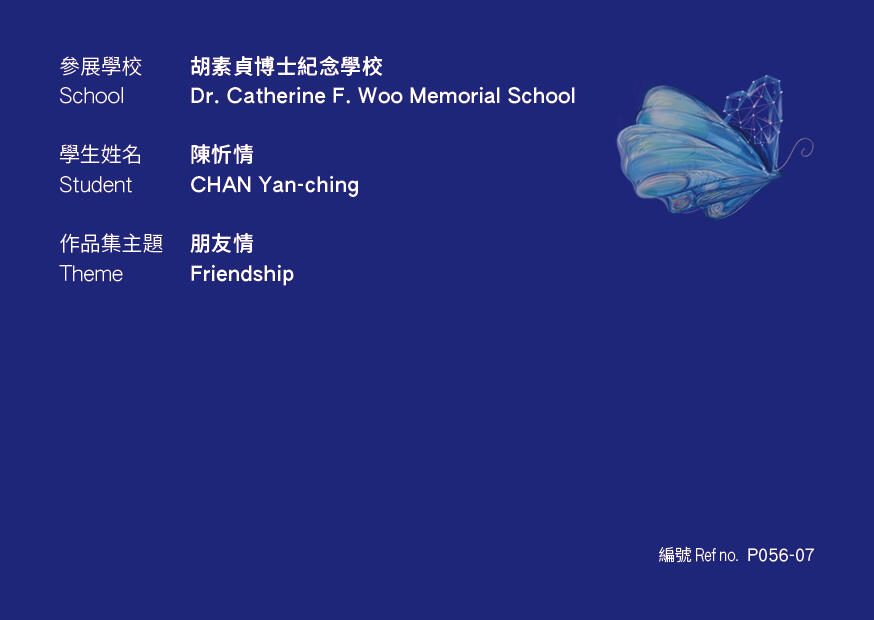 參展學校 胡素貞博士紀念學校
School Dr. Catherine F. Woo Memorial School
學生姓名 陳忻情
Student CHAN Yan-ching
作品集主題 朋友情
Theme Friendship
編號 Ref no. P056-07